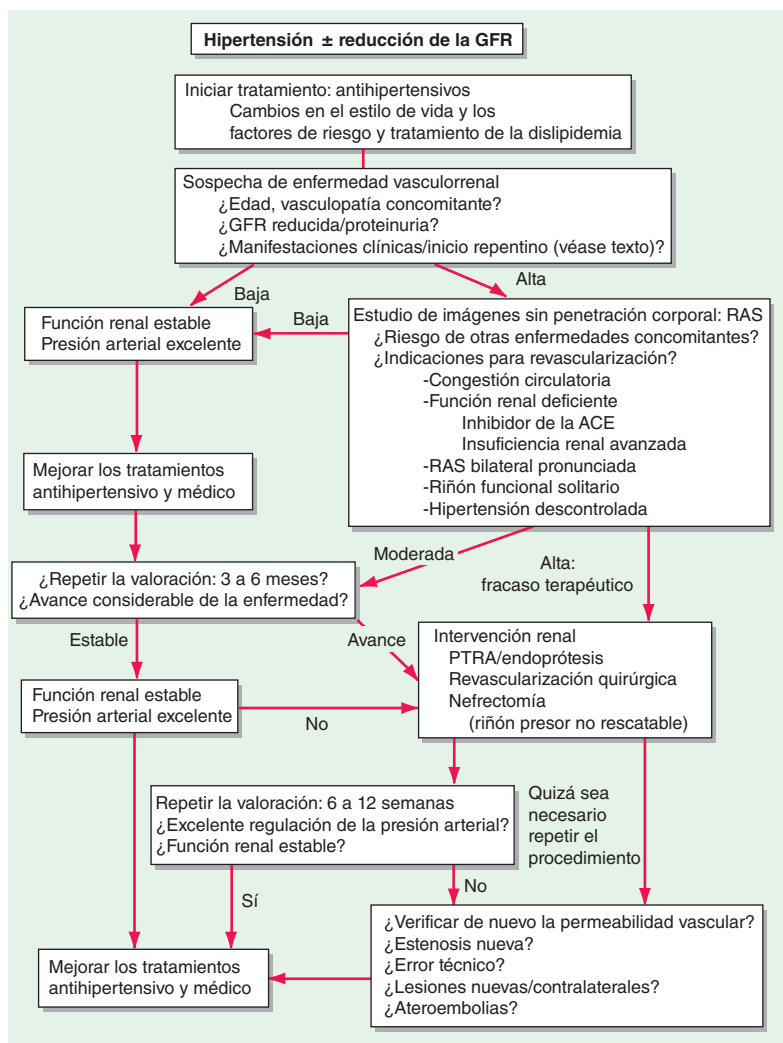 Hipertensión ± reducción de la GFR
Iniciar tratamiento: antihipertensivos
Cambios en el estilo de vida y los
factores de riesgo y tratamiento de la dislipidemia
Sospecha de enfermedad vasculorrenal
¿Edad, vasculopatía concomitante?
¿GFR reducida/proteinuria?
¿Manifestaciones clínicas/inicio repentino (véase texto)?
Baja
Alta
Función renal estable
Presión arterial excelente
Baja
Estudio de imágenes sin penetración corporal: RAS
¿Riesgo de otras enfermedades concomitantes?
¿Indicaciones para revascularización?
-Congestión circulatoria
-Función renal deficiente
Inhibidor de la ACE
Insuficiencia renal avanzada
-RAS bilateral pronunciada
-Riñón funcional solitario
-Hipertensión descontrolada
Mejorar los tratamientos
antihipertensivo y médico
Moderada
Alta:
fracaso terapéutico
¿Repetir la valoración: 3 a 6 meses?
¿Avance considerable de la enfermedad?
Estable
Avance
Intervención renal
PTRA/endoprótesis
Revascularización quirúrgica
Nefrectomía
(riñón presor no rescatable)
Función renal estable
Presión arterial excelente
No
Repetir la valoración: 6 a 12 semanas
¿Excelente regulación de la presión arterial?
¿Función renal estable?
Quizá sea
necesario
repetir el
procedimiento
Sí
No
¿Verificar de nuevo la permeabilidad vascular?
¿Estenosis nueva?
¿Error técnico?
¿Lesiones nuevas/contralaterales?
¿Ateroembolias?
Mejorar los tratamientos
antihipertensivo y médico